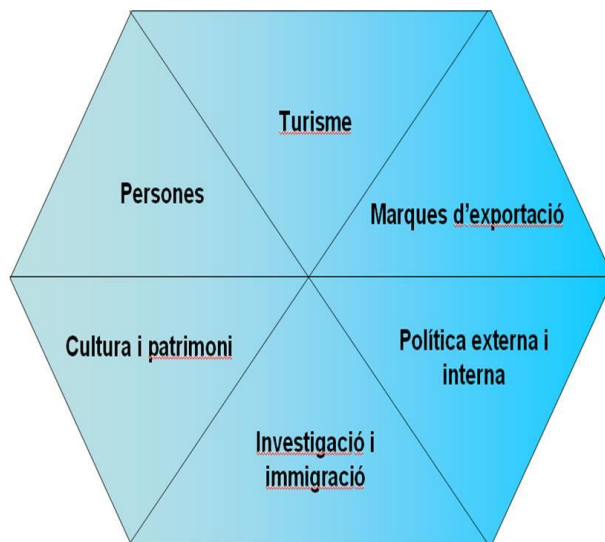 Turisme
Persones
Marques d'exportació
Cultura i patrimoni
Política externa i
interna
Investigació i
immigració